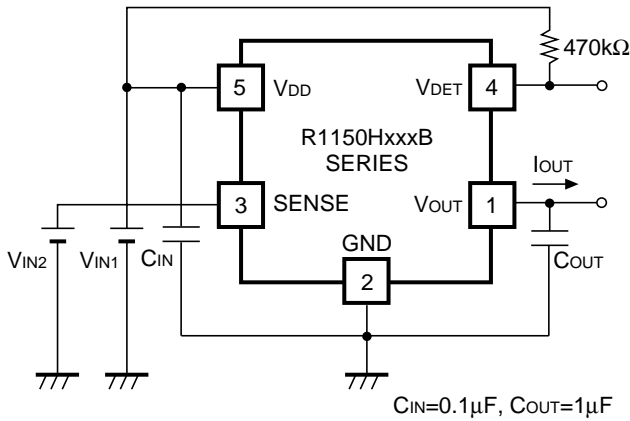 470kΩ
5
VDD
VDET
4
R1150HxxxB
SERIES
IOUT
3
SENSE
VOUT
1
GND
VIN2
VIN1
CIN
2
COUT
CIN=0.1μF, COUT=1μF